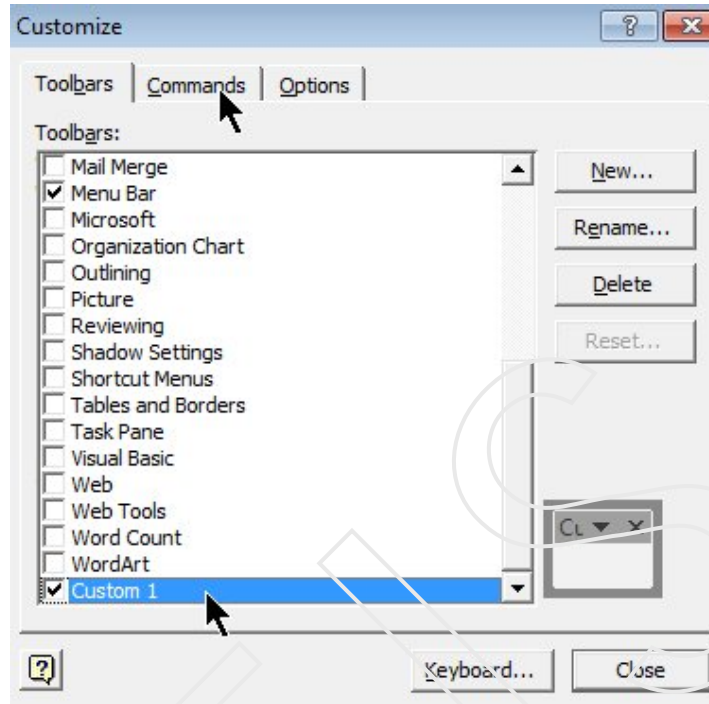 Customize
Toolbars Commands Options
Toolbars:
Mail Merge
Menu Bar
Microsoft
Organization Chart
Outlining
Picture
Reviewing
Shadow Settings
Shortcut Menus
Tables and Borders
Task Pane
Visual Basic
Web
Web Tools
Word Count
WordArt
Custom 1
New...
Rename...
Delete
Reset...
Cu
Keyboard... Close